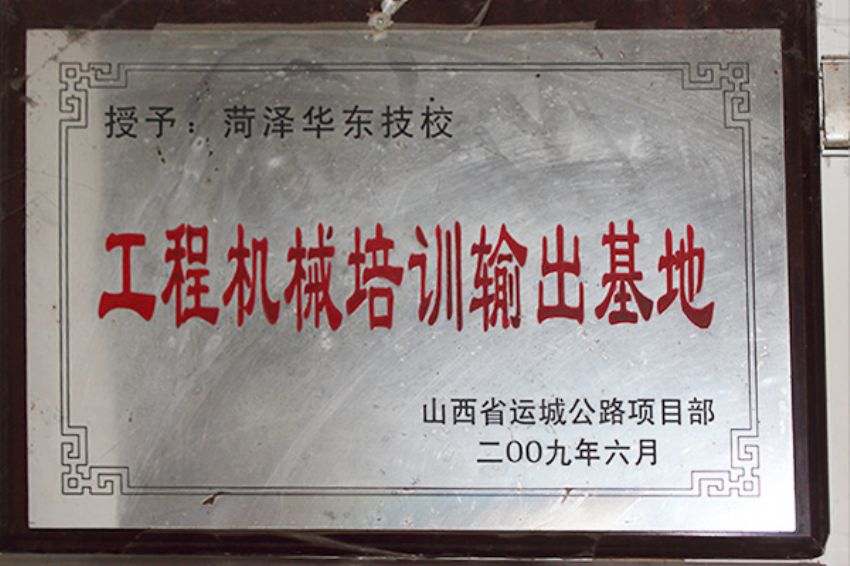 授予：菏泽华东技校
工程机械培训输出基地
山西省运城公路项目部
二00九年六月